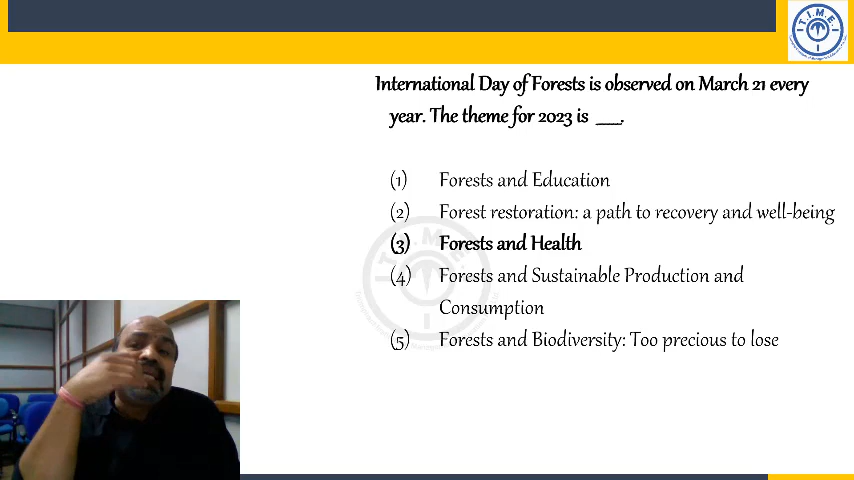 T.I.M.E.
International Day of Forests is observed on March 21 every
year. The theme for 2023 is ___.
(1) Forests and Education
(2) Forest restoration: a path to recovery and well-being
(3) Forests and Health
(4) Forests and Sustainable Production and
Consumption
(5) Forests and Biodiversity: Too precious to lose